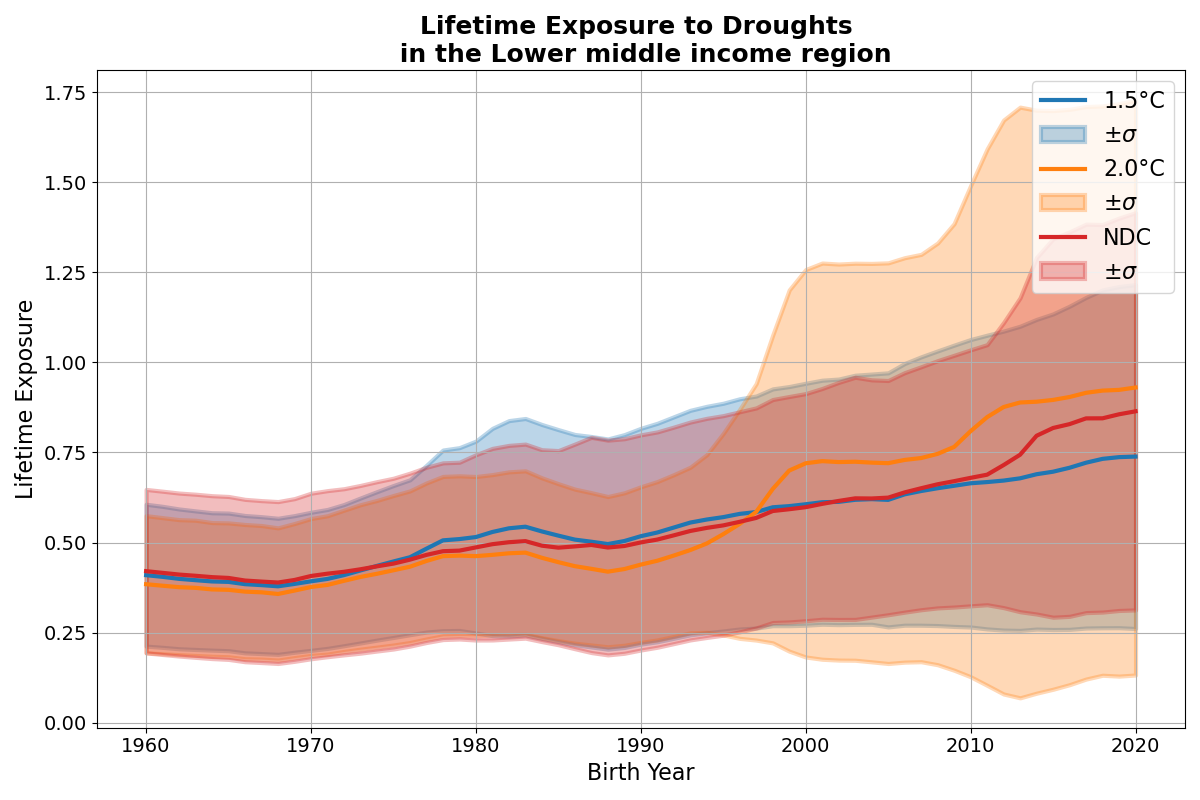 Lifetime Exposure to Droughts
in the Lower middle income region
1.75
1.50
1.25
1.00
0.75
0.50
0.25
0.00
Lifetime Exposure
1960
1970
1980
1990
2000
2010
2020
Birth Year
1.5°C
±σ
2.0°C
±σ
NDC
±σ